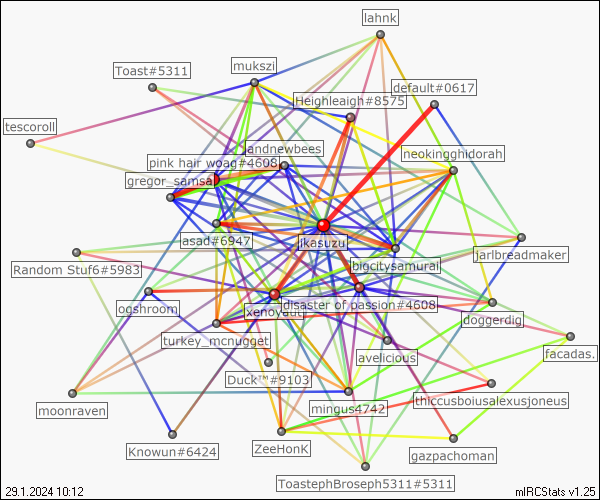 lahnk
mukszi
Toast#5311
default#0617
Heighleaigh#8575
tescoroll
andnewbees
neokingghidorah
pink hair woag#4608
gregor_samsa
asad#6947
jkasuzu
jarlbreadmaker
bigcitysamurai
Random Stuf6#5983
disaster of passion#4608
ogshroom
xenoyaut
doggerdig
turkey_mcnugget
facadas.
avelicious
Duck™#9103
thiccusboiusalexusjoneus
moonraven
mingus4742
Knowun#6424
ZeeHonK
gazpachoman
ToastephBroseph5311#5311
29.1.2024 10:12
mIRCStats v1.25